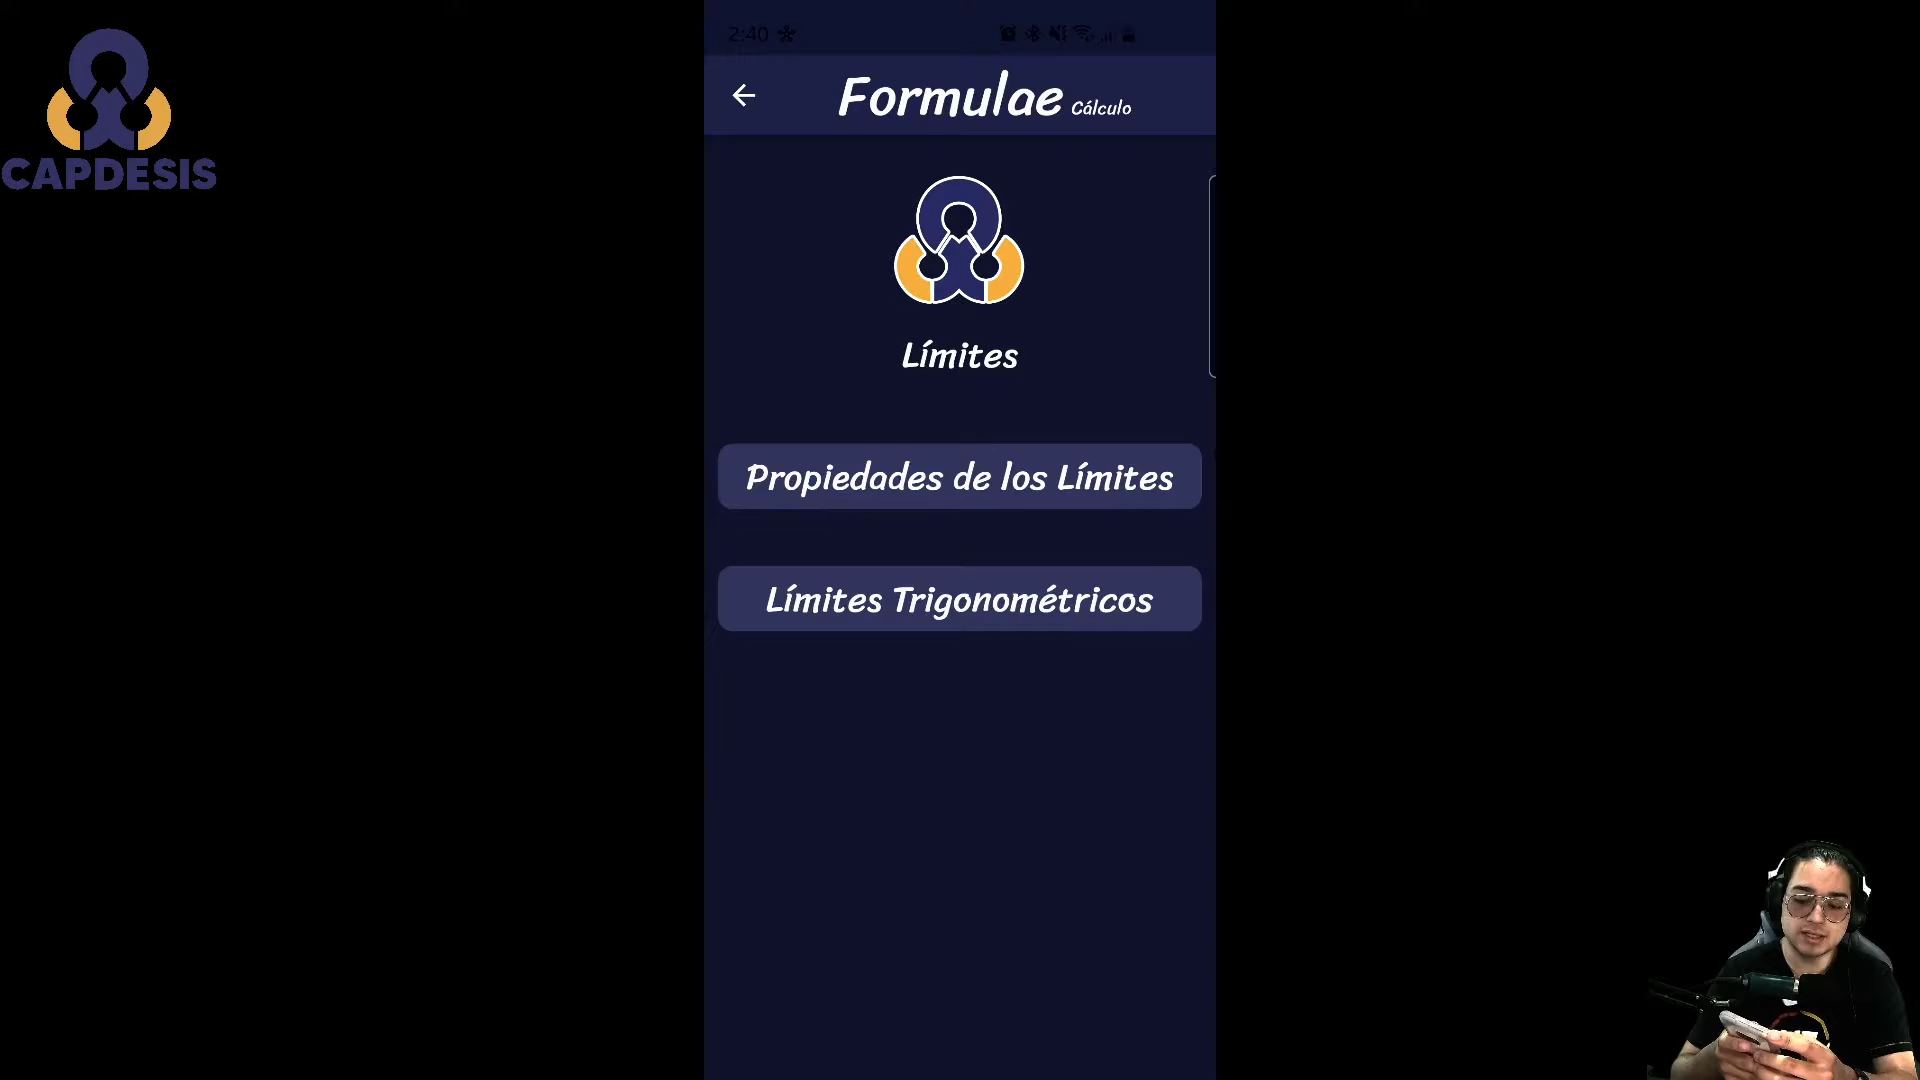 CAPDESIS
2:40
Formulae Cálculo
Límites
Propiedades de los Límites
Límites Trigonométricos